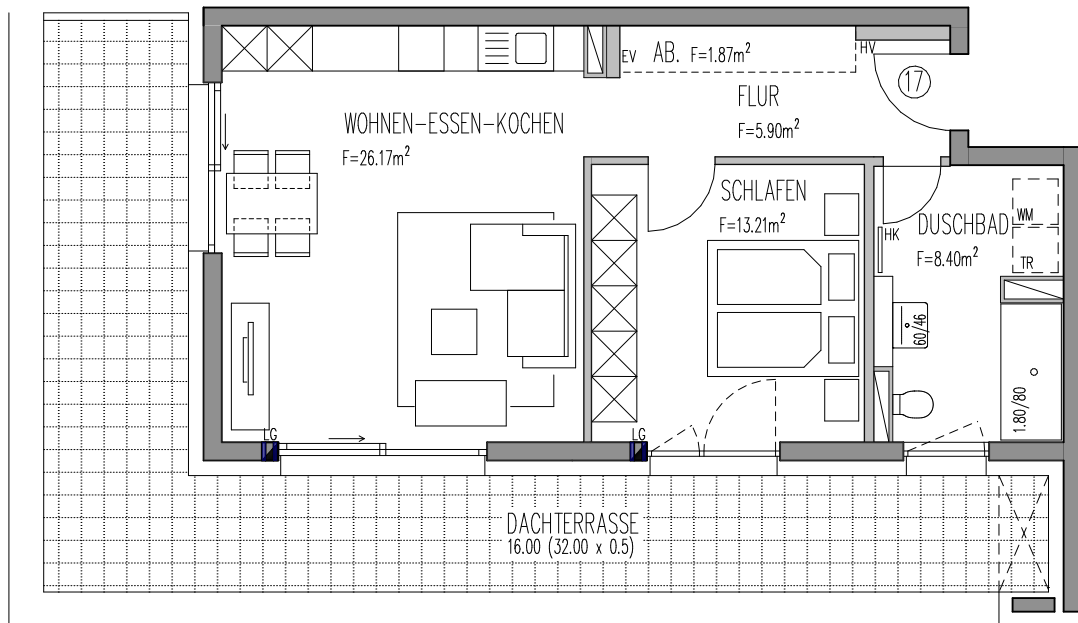 EV AB. F=1.87m² HV
17
FLUR
F=5.90m²
WOHNEN-ESSEN-KOCHEN
F=26.17m²
SCHLAFEN
F=13.21m²
DUSCHBAD
F=8.40m²
WM
TR
HK
60/46
1.80/80
LG
LG
DACHTERRASSE
16.00 (32.00 x 0.5)